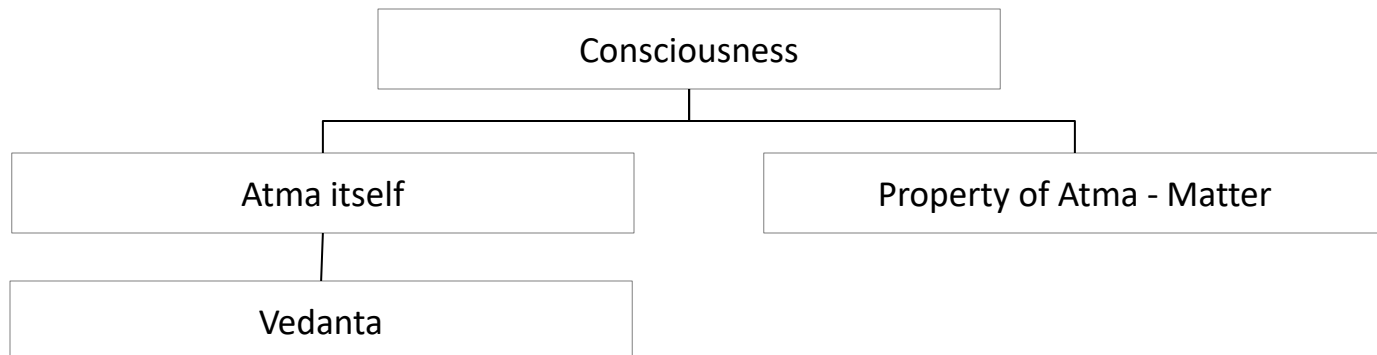 Consciousness
Atma itself
Property of Atma - Matter
Vedanta